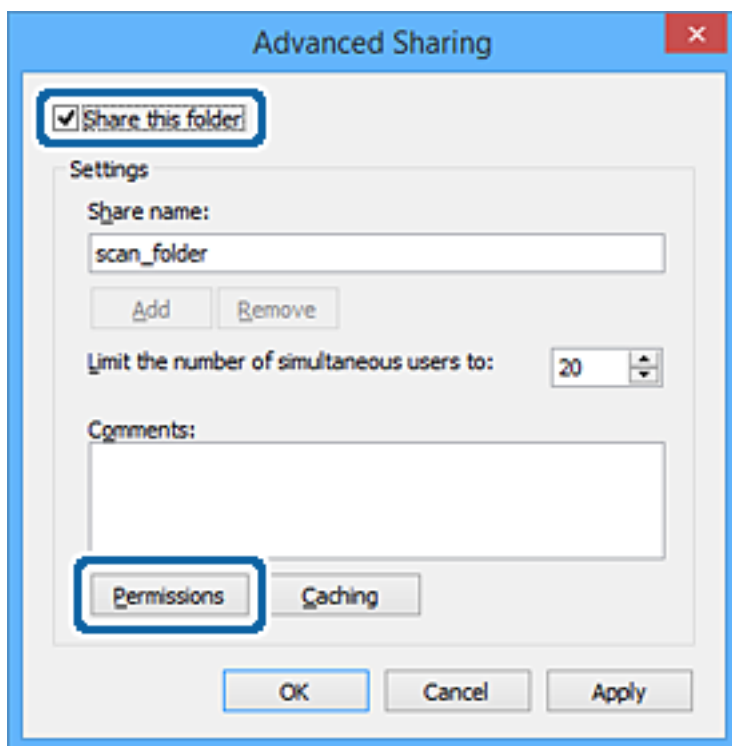 Advanced Sharing
Share this folder
Settings
Share name:
scan_folder
Add Remove
Limit the number of simultaneous users to: 20
Comments:
Permissions Caching
OK Cancel Apply